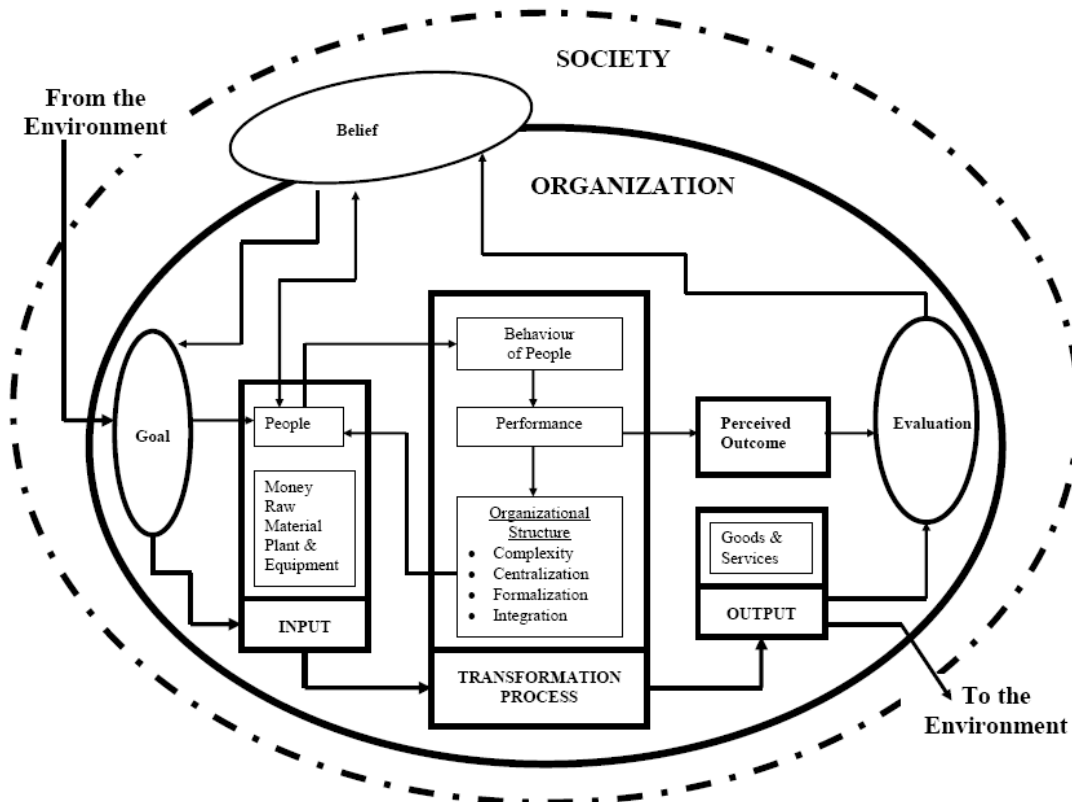 SOCIETY
From the
Environment
Belief
ORGANIZATION
Behaviour
of People
Goal
People
Performance
Perceived
Outcome
Evaluation
Money
Raw
Material
Plant &
Equipment
Organizational
Structure
• Complexity
• Centralization
• Formalization
• Integration
Goods &
Services
INPUT
OUTPUT
TRANSFORMATION
PROCESS
To the
Environment